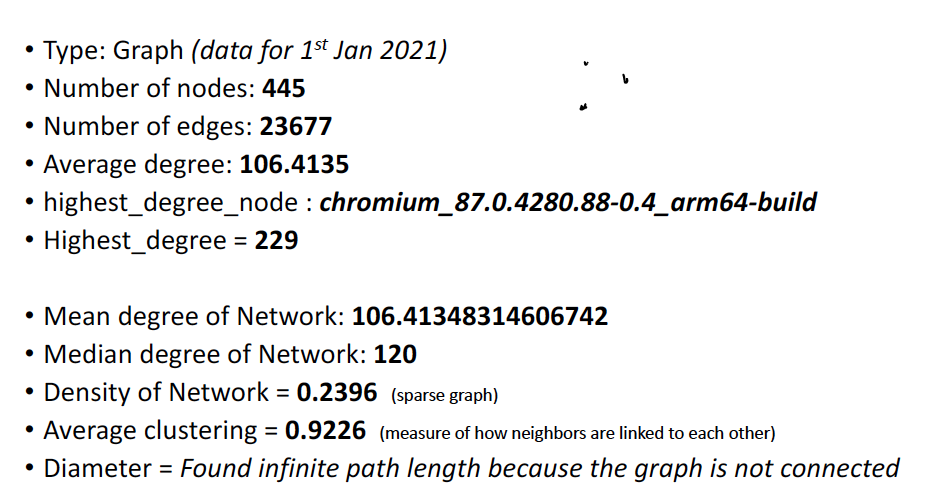 • Type: Graph (data for 1st Jan 2021)
• Number of nodes: 445
• Number of edges: 23677
• Average degree: 106.4135
• highest_degree_node : chromium_87.0.4280.88-0.4_arm64-build
• Highest_degree = 229
• Mean degree of Network: 106.41348314606742
• Median degree of Network: 120
• Density of Network = 0.2396 (sparse graph)
• Average clustering = 0.9226 (measure of how neighbors are linked to each other)
• Diameter = Found infinite path length because the graph is not connected